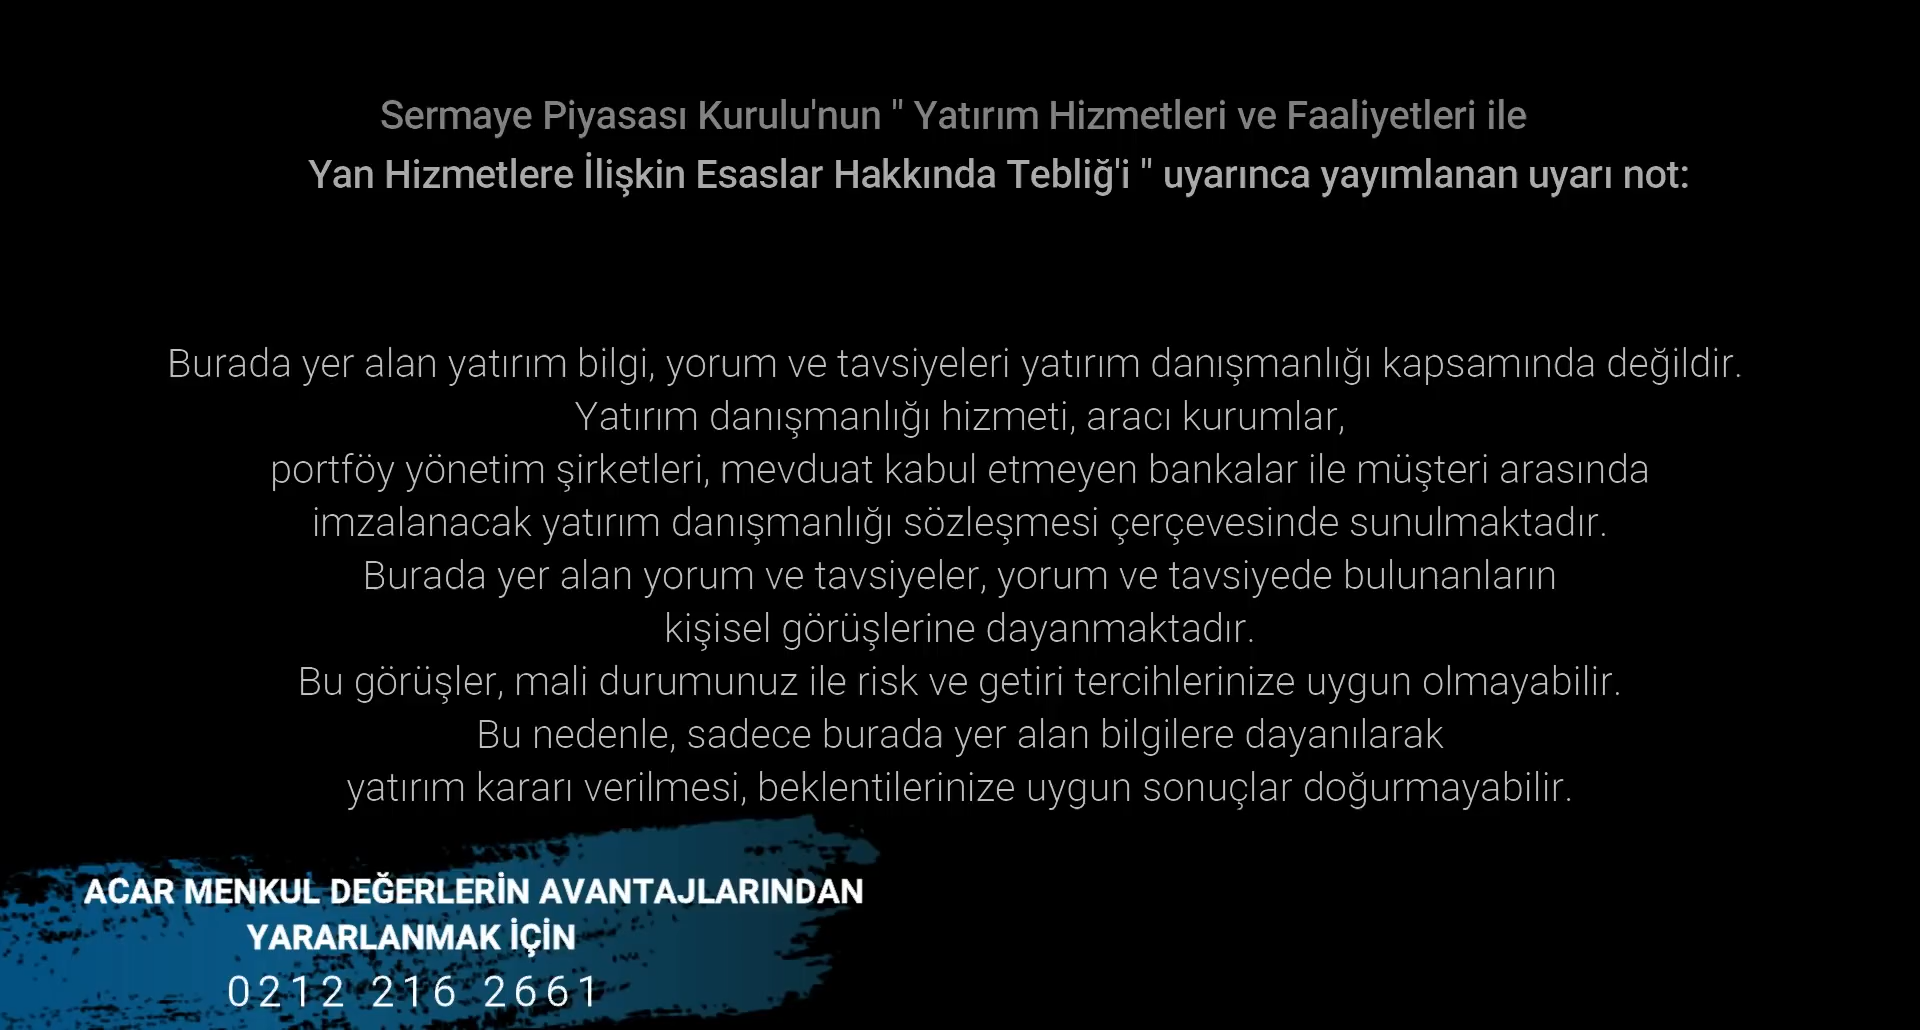 Sermaye Piyasası Kurulu'nun " Yatırım Hizmetleri ve Faaliyetleri ile
Yan Hizmetlere İlişkin Esaslar Hakkında Tebliğ'i " uyarınca yayımlanan uyarı not:
Burada yer alan yatırım bilgi, yorum ve tavsiyeleri yatırım danışmanlığı kapsamında değildir.
Yatırım danışmanlığı hizmeti, aracı kurumlar,
portföy yönetim şirketleri, mevduat kabul etmeyen bankalar ile müşteri arasında
imzalanacak yatırım danışmanlığı sözleşmesi çerçevesinde sunulmaktadır.
Burada yer alan yorum ve tavsiyeler, yorum ve tavsiyede bulunanların
kişisel görüşlerine dayanmaktadır.
Bu görüşler, mali durumunuz ile risk ve getiri tercihlerinize uygun olmayabilir.
Bu nedenle, sadece burada yer alan bilgilere dayanılarak
yatırım kararı verilmesi, beklentilerinize uygun sonuçlar doğurmayabilir.
ACAR MENKUL DEĞERLERİN AVANTAJLARINDAN
YARARLANMAK İÇİN
0212 216 2661